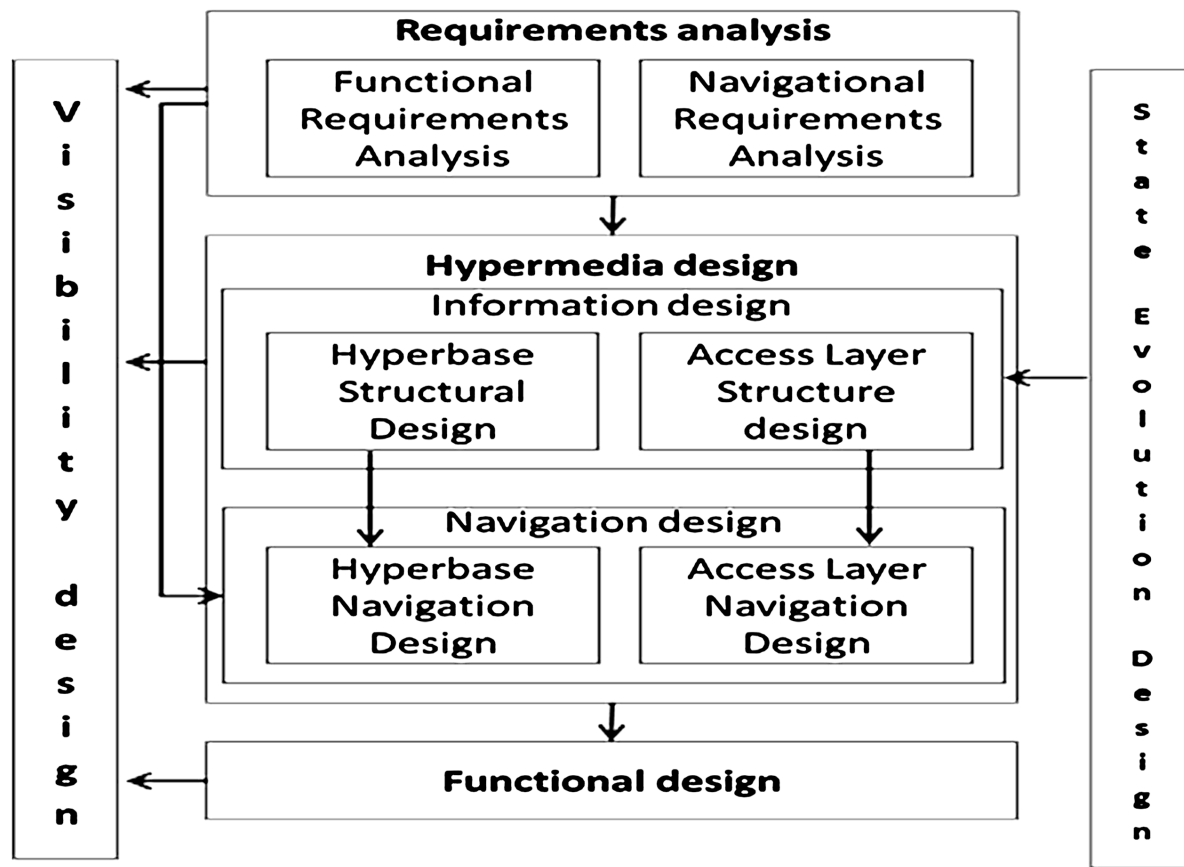 Requirements analysis
Functional
Requirements
Analysis
Navigational
Requirements
Analysis
Visibility design
State Evolution Design
Hypermedia design
Information design
Hyperbase
Structural
Design
Access Layer
Structure
design
Navigation design
Hyperbase
Navigation
Design
Access Layer
Navigation
Design
Functional design